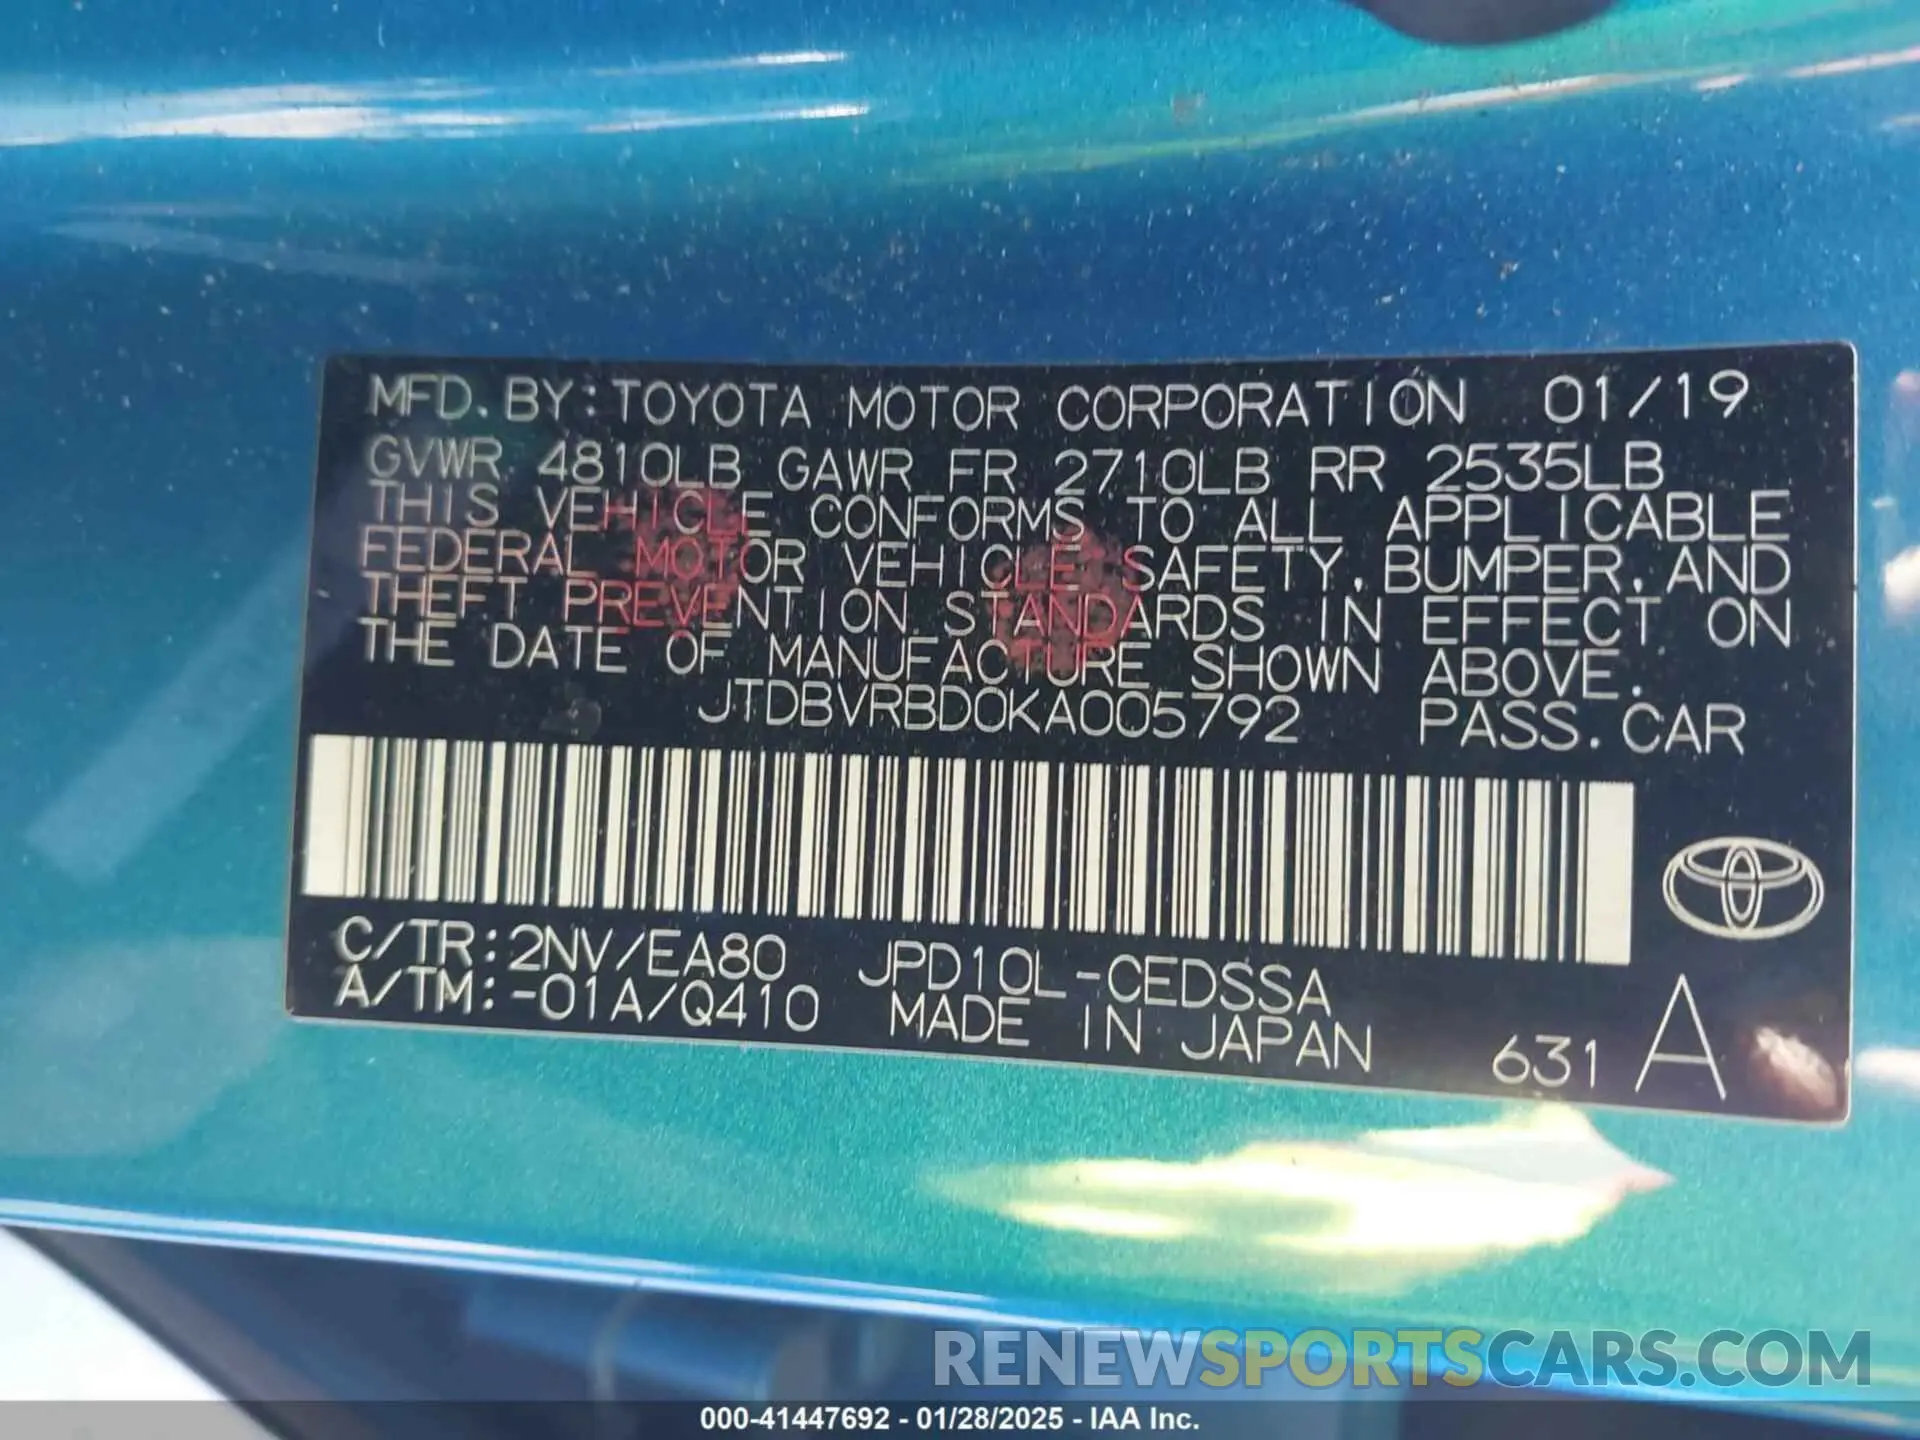 MFD. BY: TOYOTA MOTOR CORPORATION 01/19
GVWR 4810LB GAWR FR 2710LB RR 2535LB
THIS VEHICLE CONFORMS TO ALL APPLICABLE
FEDERAL MOTOR VEHICLE SAFETY, BUMPER, AND
THEFT PREVENTION STANDARDS IN EFFECT ON
THE DATE OF MANUFACTURE SHOWN ABOVE.
JTDBVRBD0KA005792 PASS. CAR
C/TR: 2NV/EA80 JPD10L-CEDSSA
A/TM: -01A/Q410 MADE IN JAPAN 631 A
RENEWSPORTSCARS.COM
000-41447692 - 01/28/2025 - IAA Inc.